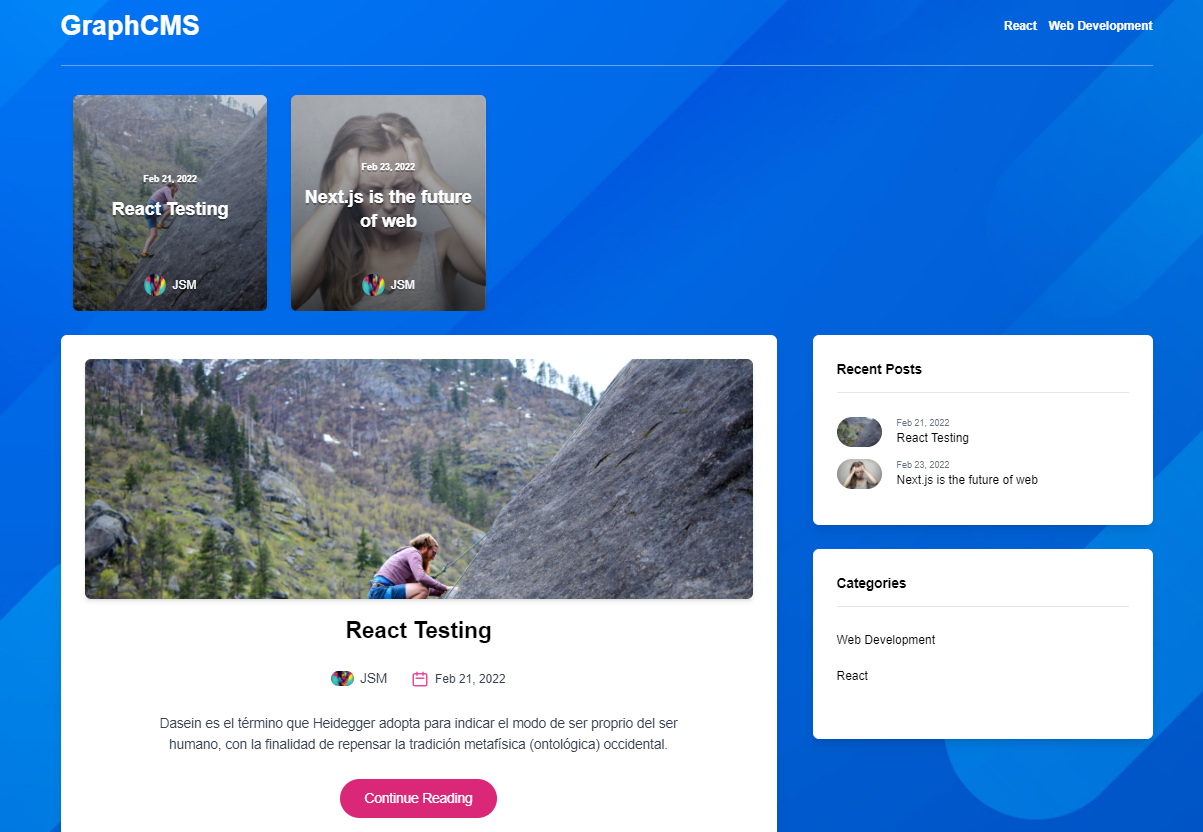 GraphCMS
React
Web Development
Feb 21, 2022
React Testing
JSM
Feb 23, 2022
Next.js is the future
of web
JSM
React Testing
JSM
Feb 21, 2022
Dasein es el término que Heidegger adopta para indicar el modo de ser proprio del ser
humano, con la finalidad de repensar la tradición metafísica (ontológica) occidental.
Continue Reading
Recent Posts
Feb 21, 2022
React Testing
Feb 23, 2022
Next.js is the future of web
Categories
Web Development
React